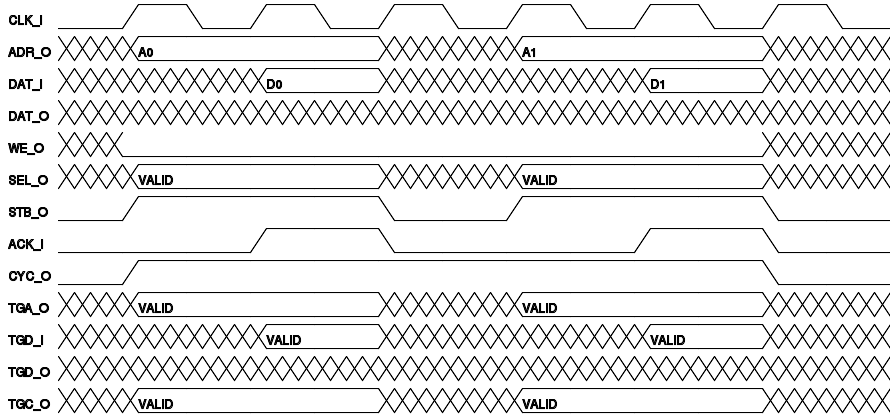 CLK_I
ADR_O A0 A1
DAT_I D0 D1
DAT_O
WE_O
SEL_O VALID VALID
STB_O
ACK_I
CYC_O
TGA_O VALID VALID
TGD_I VALID VALID
TGD_O
TGC_O VALID VALID